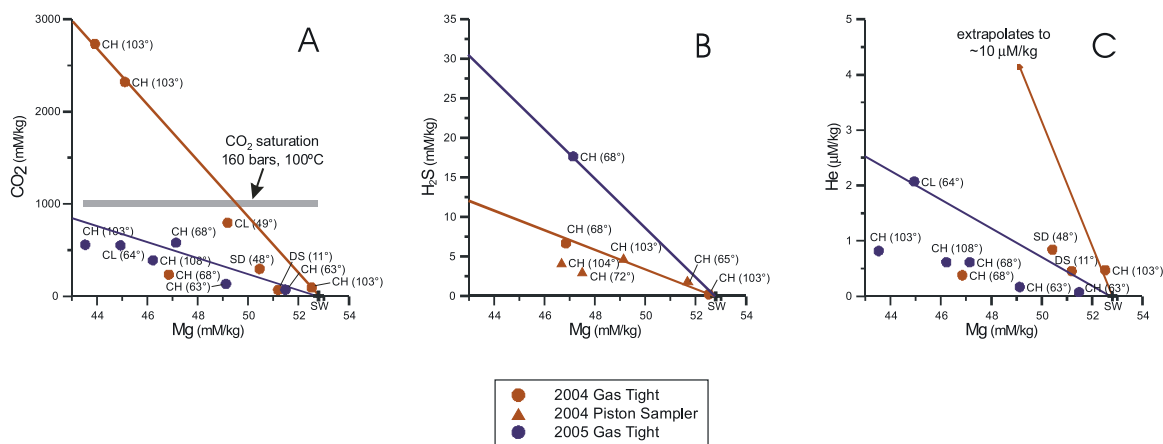 A
CO2 (mM/kg)
3000
2000
1000
0
CH (103°)
CH (103°)
CO2 saturation
160 bars, 100ºC
CH (103°)
CH (68°)
CL (49°)
CL (64°)
CH (108°)
SD (48°)
DS (11°)
CH (68°)
CH (63°)
CH (63°)
CH (103°)
SW
44 46 48 50 52 54
Mg (mM/kg)
B
H2S (mM/kg)
35
30
25
20
15
10
5
0
CH (68°)
CH (68°)
CH (103°)
CH (104°)
CH (72°)
CH (65°)
CH (103°)
SW
44 46 48 50 52 54
Mg (mM/kg)
C
He (μM/kg)
6
5
4
3
2
1
0
extrapolates to
~10 μM/kg
CL (64°)
CH (103°)
CH (108°)
CH (68°)
SD (48°)
DS (11°)
CH (68°)
CH (103°)
CH (63°)
CH (63°)
SW
44 46 48 50 52 54
Mg (mM/kg)
2004 Gas Tight
2004 Piston Sampler
2005 Gas Tight